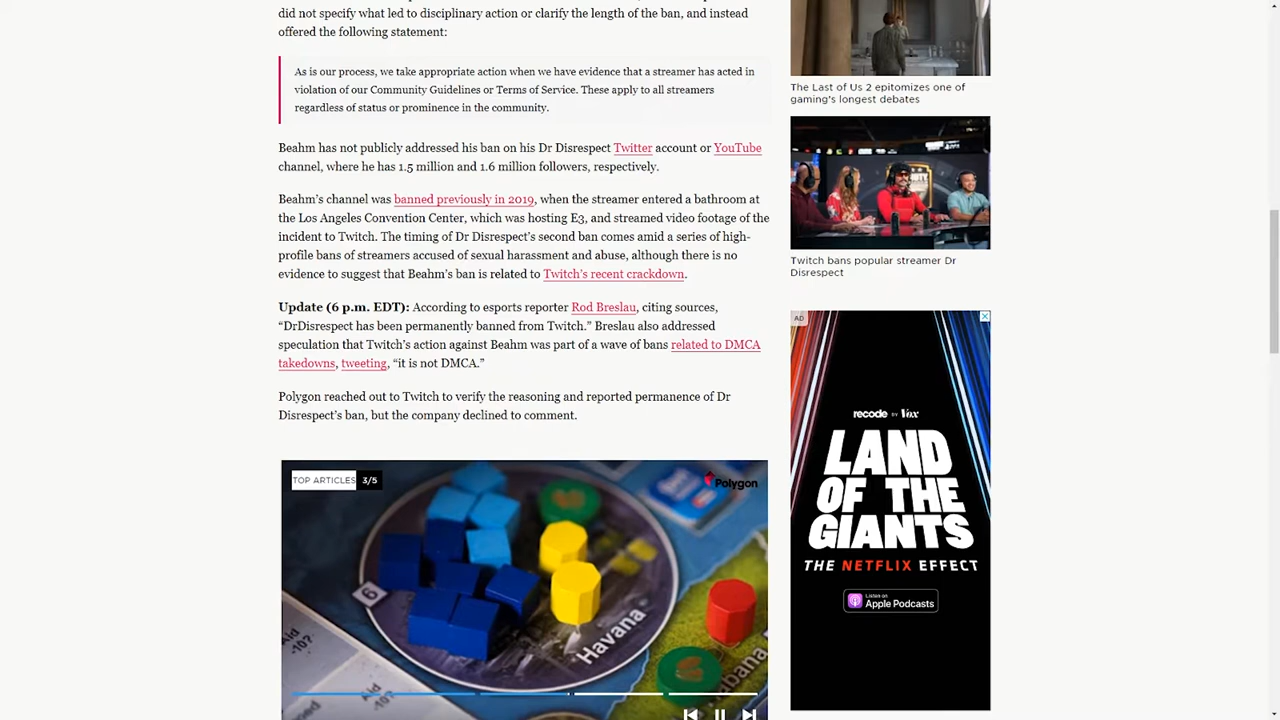 did not specify what led to disciplinary action or clarify the length of the ban, and instead
offered the following statement:
As is our process, we take appropriate action when we have evidence that a streamer has acted in
violation of our Community Guidelines or Terms of Service. These apply to all streamers
regardless of status or prominence in the community.
Beahm has not publicly addressed his ban on his Dr Disrespect Twitter account or YouTube
channel, where he has 1.5 million and 1.6 million followers, respectively.
Beahm’s channel was banned previously in 2019, when the streamer entered a bathroom at
the Los Angeles Convention Center, which was hosting E3, and streamed video footage of the
incident to Twitch. The timing of Dr Disrespect’s second ban comes amid a series of high-
profile bans of streamers accused of sexual harassment and abuse, although there is no
evidence to suggest that Beahm’s ban is related to Twitch’s recent crackdown.
Update (6 p.m. EDT): According to esports reporter Rod Breslau, citing sources,
“DrDisrespect has been permanently banned from Twitch.” Breslau also addressed
speculation that Twitch’s action against Beahm was part of a wave of bans related to DMCA
takedowns, tweeting, “it is not DMCA.”
Polygon reached out to Twitch to verify the reasoning and reported permanence of Dr
Disrespect’s ban, but the company declined to comment.
TOP ARTICLES 3/5
Polygon
6
Havana
Aid
-10?
Aid
-10?
The Last of Us 2 epitomizes one of
gaming's longest debates
Twitch bans popular streamer Dr
Disrespect
AD
recode BY Vox
LAND
OF THE
GIANTS
THE NETFLIX EFFECT
Listen on
Apple Podcasts